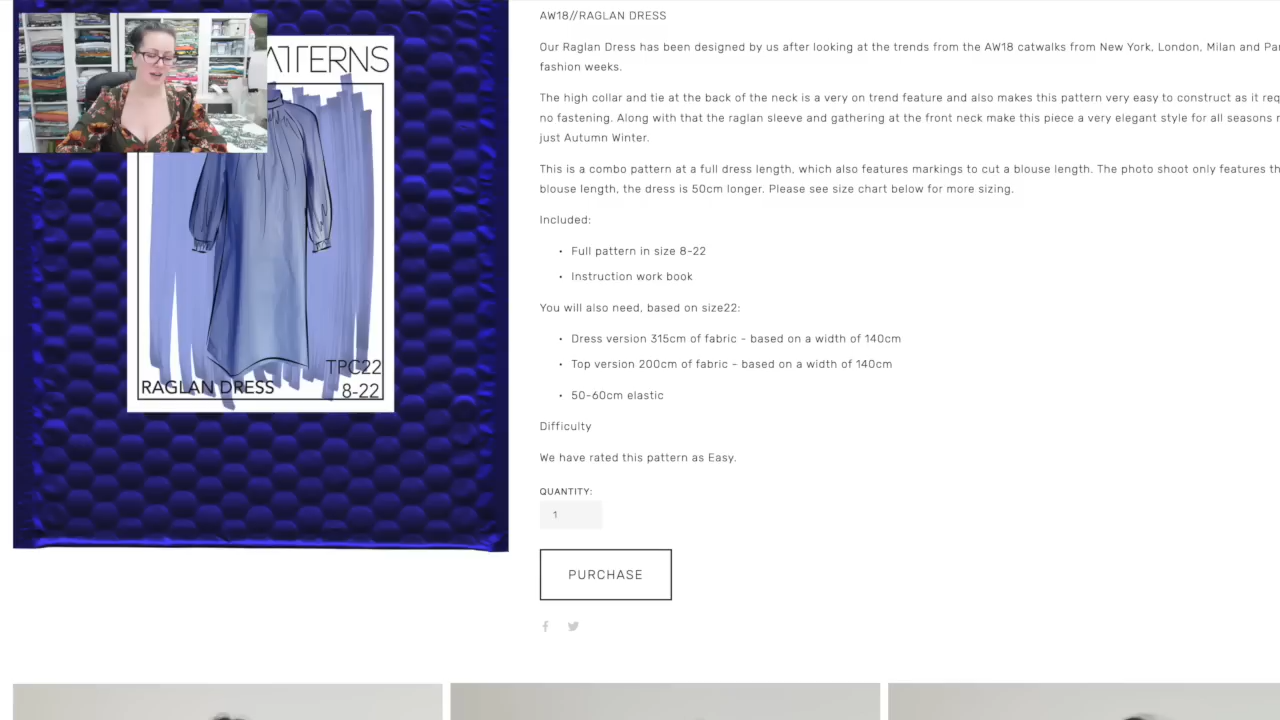 AW18//RAGLAN DRESS
Our Raglan Dress has been designed by us after looking at the trends from the AW18 catwalks from New York, London, Milan and Pa
fashion weeks.
The high collar and tie at the back of the neck is a very on trend feature and also makes this pattern very easy to construct as it req
no fastening. Along with that the raglan sleeve and gathering at the front neck make this piece a very elegant style for all seasons n
just Autumn Winter.
This is a combo pattern at a full dress length, which also features markings to cut a blouse length. The photo shoot only features th
blouse length, the dress is 50cm longer. Please see size chart below for more sizing.
Included:
• Full pattern in size 8-22
• Instruction work book
You will also need, based on size22:
• Dress version 315cm of fabric - based on a width of 140cm
• Top version 200cm of fabric - based on a width of 140cm
• 50-60cm elastic
Difficulty
We have rated this pattern as Easy.
QUANTITY:
1
PURCHASE
ATTERNS
TPC22
RAGLAN DRESS
8-22